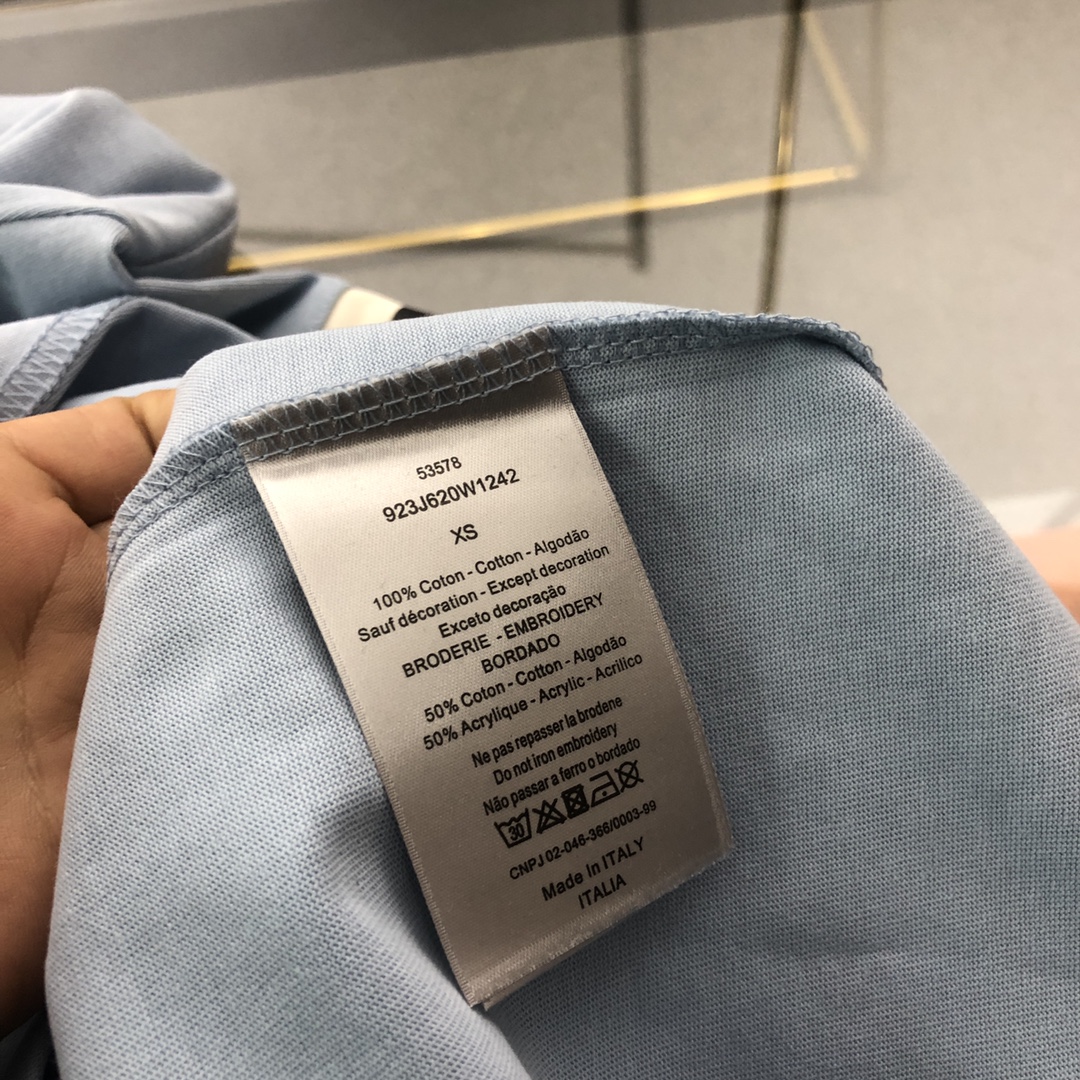 53578
923J620W1242
XS
100% Coton - Cotton - Algodão
Sauf décoration - Except decoration
Exceto decoração
BRODERIE - EMBROIDERY
BORDADO
50% Coton - Cotton - Algodão
50% Acrylique - Acrylic - Acrilico
Ne pas repasser la brodene
Do not iron embroidery
Não passar a ferro o bordado
30
CNPJ 02-046-366/0003-99
Made In ITALY
ITALIA